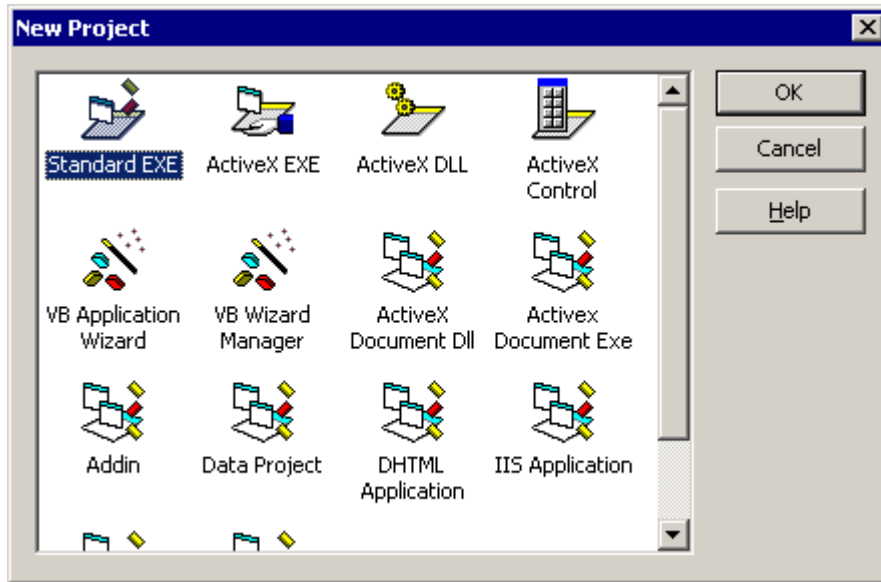 New Project
Standard EXE
ActiveX EXE
ActiveX DLL
ActiveX
Control
VB Application
Wizard
VB Wizard
Manager
ActiveX
Document Dll
Activex
Document Exe
Addin
Data Project
DHTML
Application
IIS Application
OK
Cancel
Help